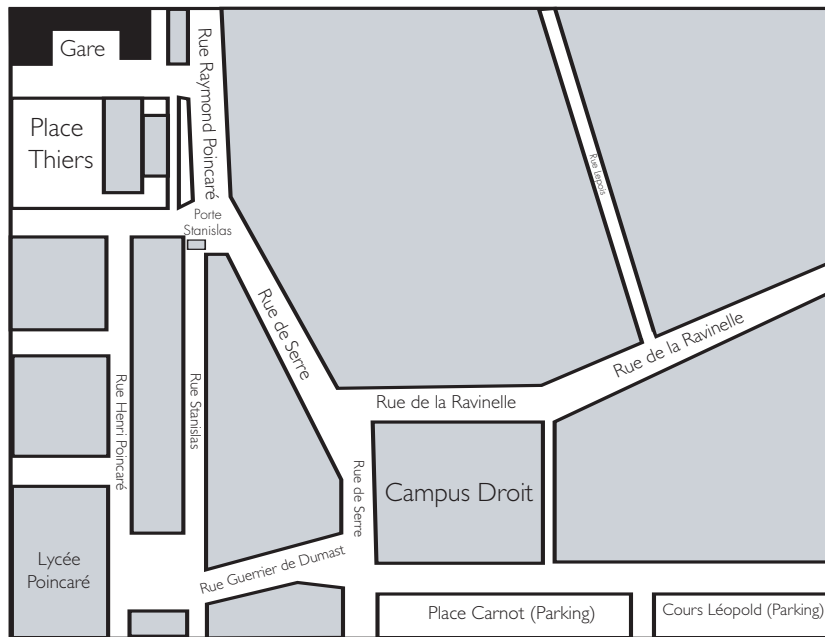 Gare
Rue Raymond Poincaré
Place
Thiers
Rue Lepois
Porte
Stanislas
Rue de Serre
Rue de la Ravinelle
Rue de la Ravinelle
Rue Henri Poincaré
Rue Stanislas
Rue de Serre
Campus Droit
Lycée
Poincaré
Rue Guerrier de Dumast
Place Carnot (Parking)
Cours Léopold (Parking)